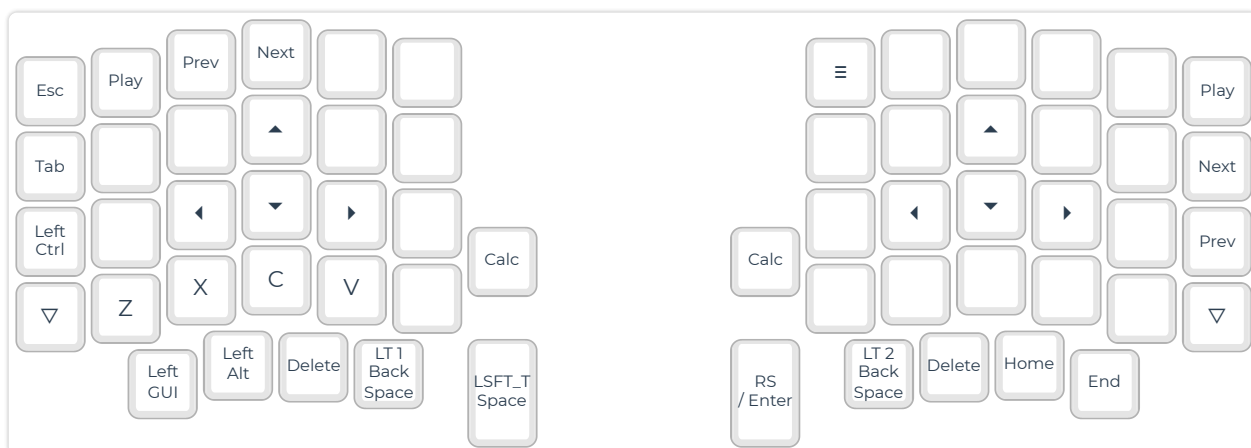 Esc
Play
Prev
Next
Play
Tab
Next
Left
Ctrl
Calc
Calc
Prev
Z
X
C
V
Left
GUI
Left
Alt
Delete
LT 1
Back
Space
LSFT_T
Space
RS
/ Enter
LT 2
Back
Space
Delete
Home
End